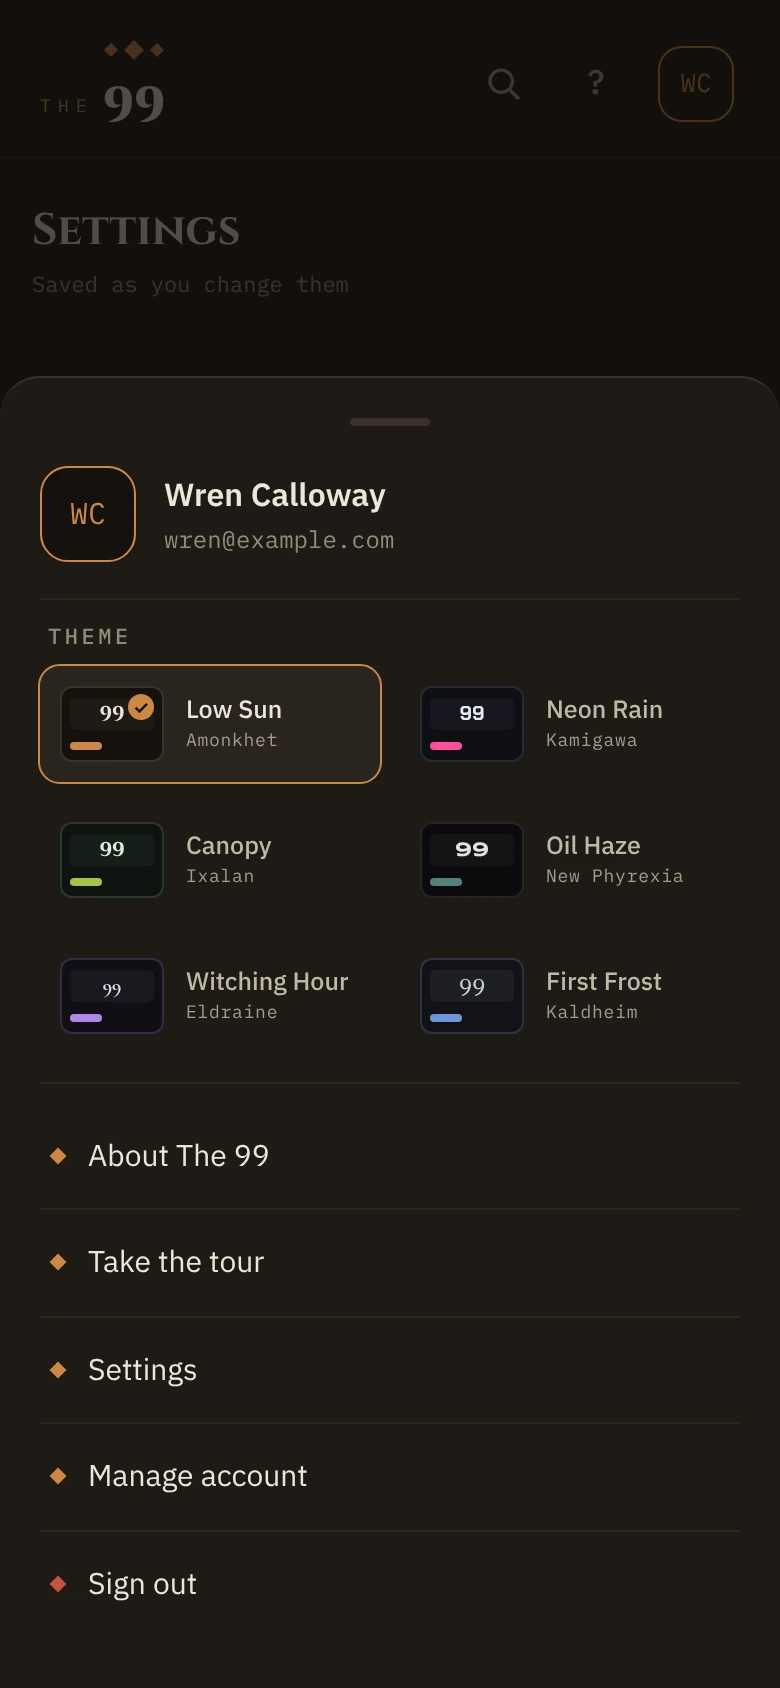 THE 99
?
WC
Settings
Saved as you change them
WC
Wren Calloway
wren@example.com
THEME
99
Low Sun
Amonkhet
99
Neon Rain
Kamigawa
99
Canopy
Ixalan
99
Oil Haze
New Phyrexia
99
Witching Hour
Eldraine
99
First Frost
Kaldheim
About The 99
Take the tour
Settings
Manage account
Sign out